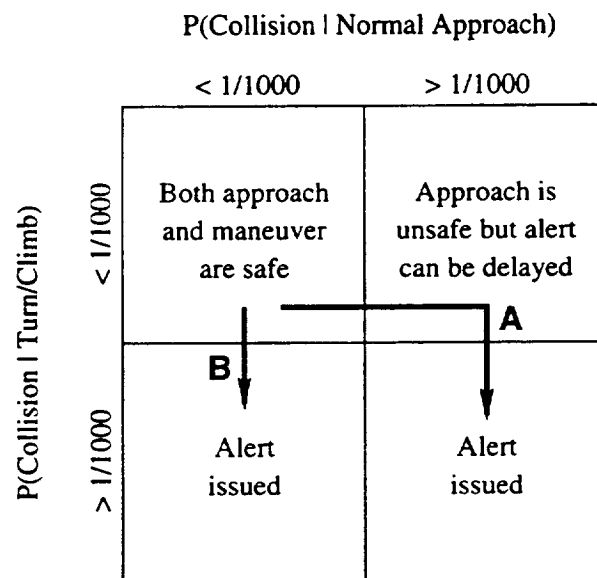 P(Collision | Normal Approach)
< 1/1000
> 1/1000
P(Collision | Turn/Climb)
< 1/1000
> 1/1000
Both approach
and maneuver
are safe
Approach is
unsafe but alert
can be delayed
A
B
Alert
issued
Alert
issued